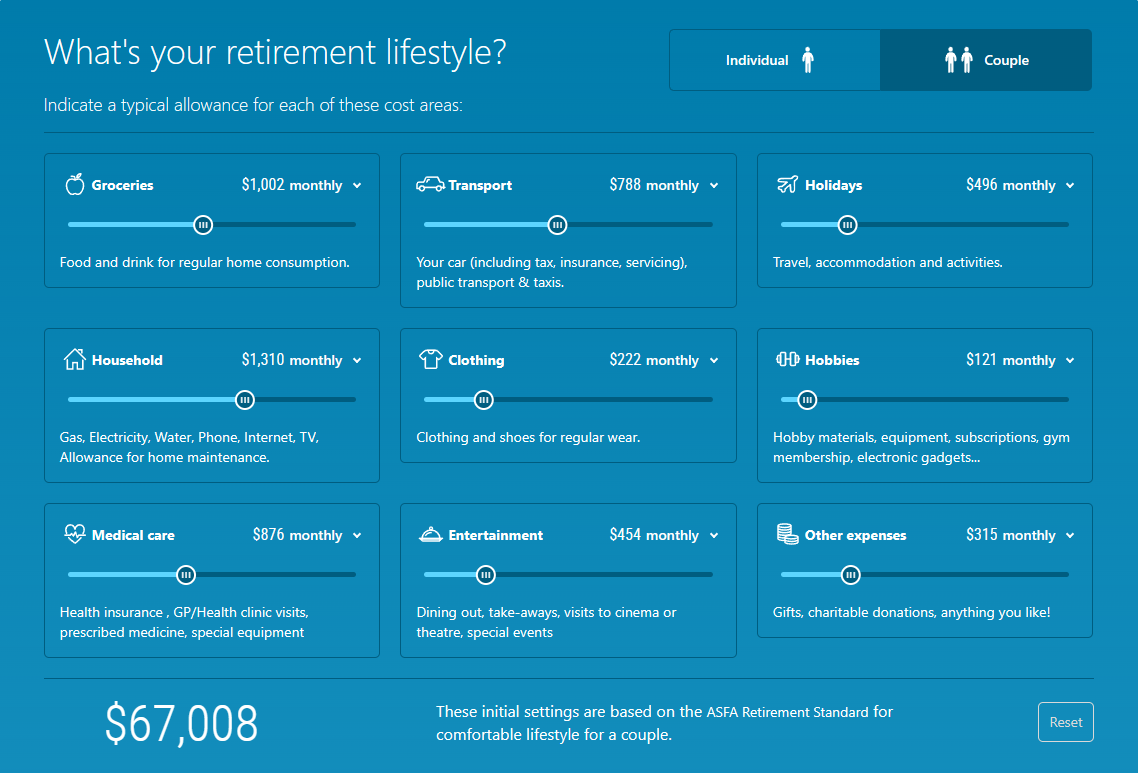 What's your retirement lifestyle?
Individual
Couple
Indicate a typical allowance for each of these cost areas:
Groceries $1,002 monthly
Food and drink for regular home consumption.
Transport $788 monthly
Your car (including tax, insurance, servicing),
public transport & taxis.
Holidays $496 monthly
Travel, accommodation and activities.
Household $1,310 monthly
Gas, Electricity, Water, Phone, Internet, TV,
Allowance for home maintenance.
Clothing $222 monthly
Clothing and shoes for regular wear.
Hobbies $121 monthly
Hobby materials, equipment, subscriptions, gym
membership, electronic gadgets...
Medical care $876 monthly
Health insurance , GP/Health clinic visits,
prescribed medicine, special equipment
Entertainment $454 monthly
Dining out, take-aways, visits to cinema or
theatre, special events
Other expenses $315 monthly
Gifts, charitable donations, anything you like!
$67,008
These initial settings are based on the ASFA Retirement Standard for
comfortable lifestyle for a couple.
Reset